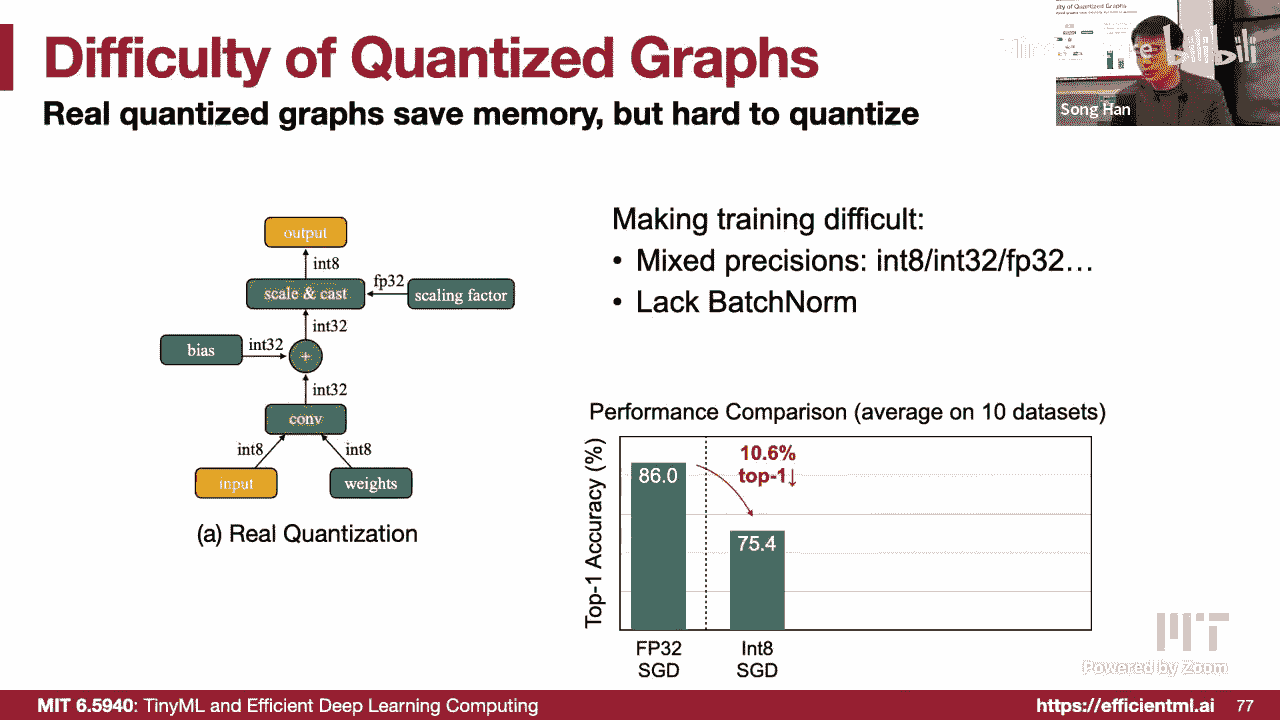 Difficulty of Quantized Graphs
Real quantized graphs save memory, but hard to quantize
bilibili
Song Han
output
int8
scale & cast
fp32
scaling factor
int32
bias
int32
+
int32
conv
int8
int8
input
weights
(a) Real Quantization
Making training difficult:
• Mixed precisions: int8/int32/fp32…
• Lack BatchNorm
Performance Comparison (average on 10 datasets)
Top-1 Accuracy (%)
86.0
10.6%
top-1↓
75.4
FP32
SGD
Int8
SGD
MIT
Powered by Zoom
MIT 6.5940: TinyML and Efficient Deep Learning Computing
https://efficientml.ai
77